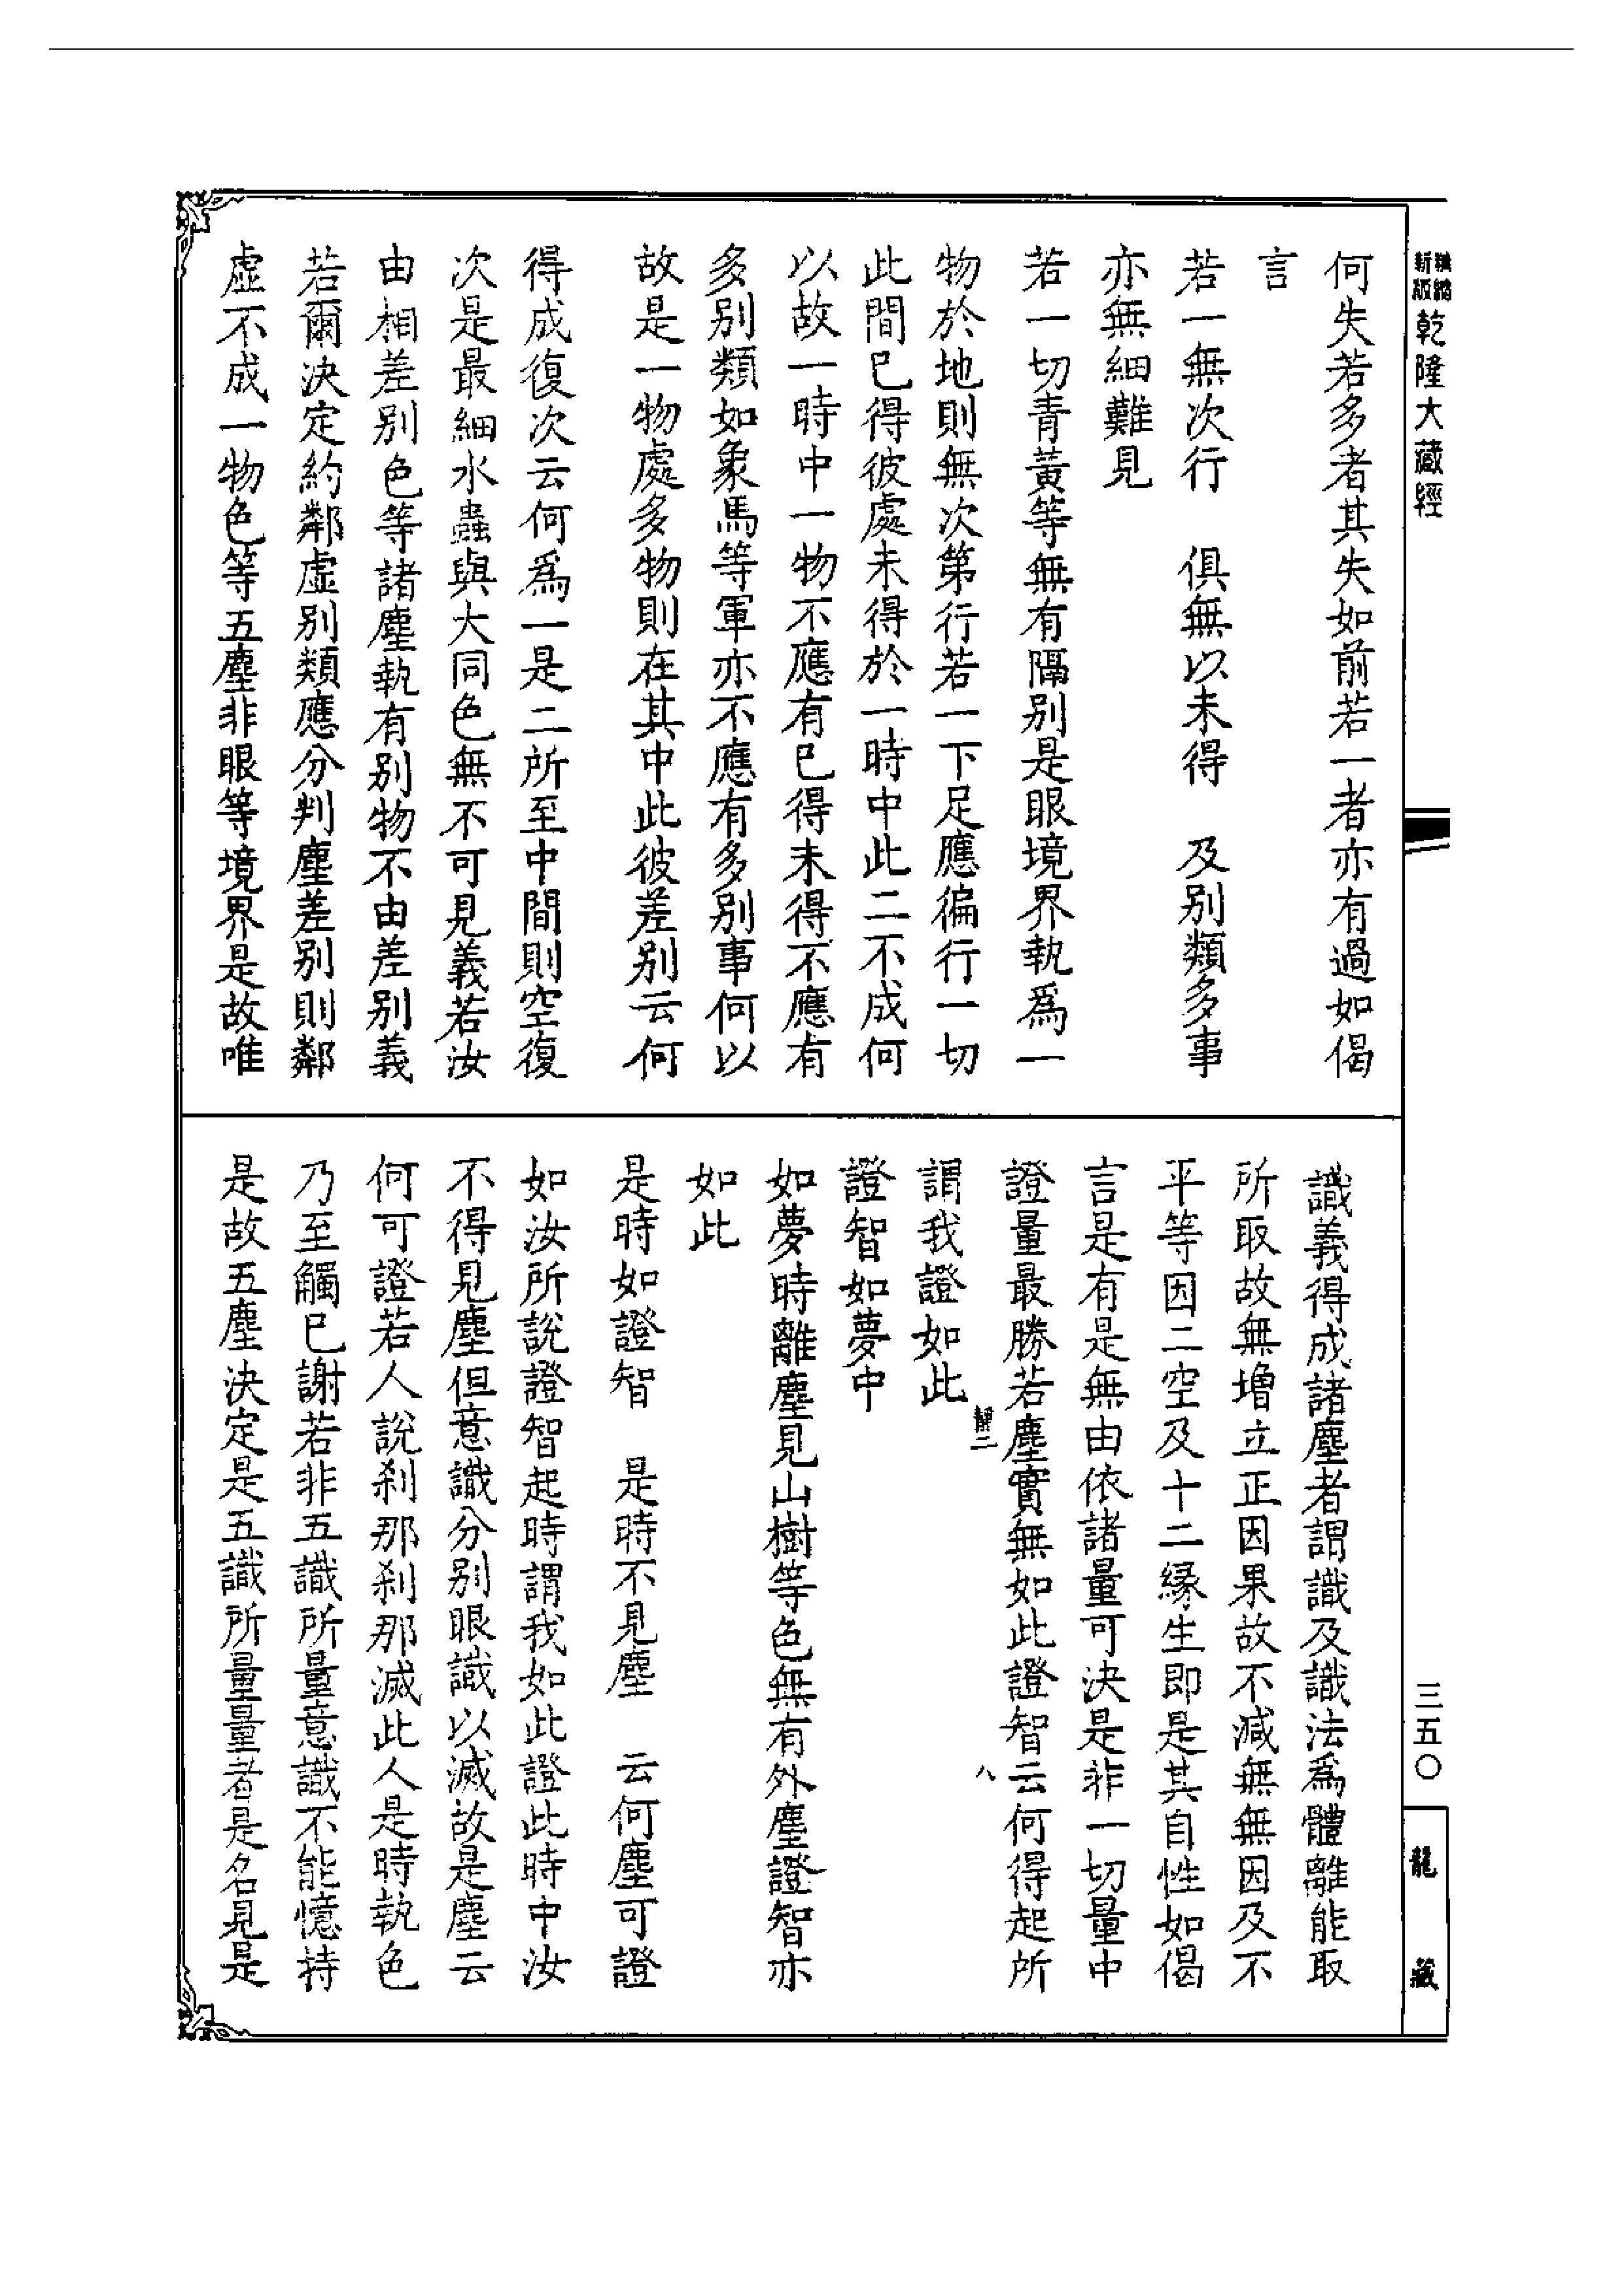 精縮
新版
乾隆大藏經
何失若多者其失如前若一者亦有過如偈
言
若一無次行　俱無以未得　及別類多事
亦無細難見
若一切青黃等無有隔別是眼境界執爲一
物於地則無次第行若一下足應徧行一切
此間已得彼處未得於一時中此二不成何
以故一時中一物不應有已得未得不應有
多別類如象馬等軍亦不應有多別事何以
故是一物處多物則在其中此彼差別云何
得成復次云何爲一是二所至中間則空復
次是最細水蟲與大同色無不可見義若汝
由相差別色等諸塵執有別物不由差別義
若爾決定約鄰虛別類應分判塵差別則鄰
虛不成一物色等五塵非眼等境界是故唯
識義得成諸塵者謂識及識法爲體離能取
所取故無增立正因果故不減無無因及不
平等因二空及十二緣生即是其自性如偈
言是有是無由依諸量可決是非一切量中
證量最勝若塵實無如此證智云何得起所
謂我證如此
證智如夢中
如夢時離塵見山樹等色無有外塵證智亦
如此
是時如證智　是時不見塵　云何塵可證
如汝所說證智起時謂我如此證此時中汝
不得見塵但意識分別眼識以滅故是塵云
何可證若人說刹那刹那滅此人是時執色
乃至觸已謝若非五識所量意識不能憶持
是故五塵決定是五識所量量者是名見是
靜二
八
三五〇
龍藏